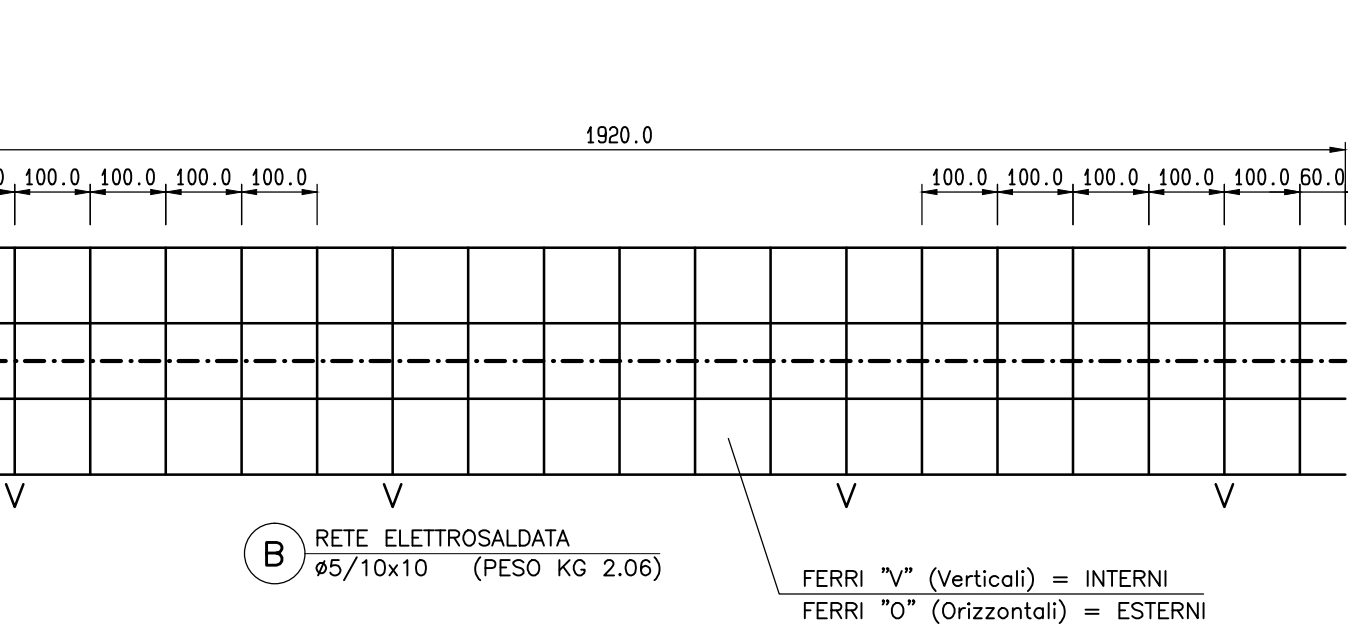 1920.0
100.0 100.0 100.0 100.0 100.0 100.0 100.0 100.0 100.0 60.0
V V V V
B
RETE ELETTROSALDATA
ø5/10x10 (PESO KG 2.06)
FERRI "V" (Verticali) = INTERNI
FERRI "O" (Orizzontali) = ESTERNI